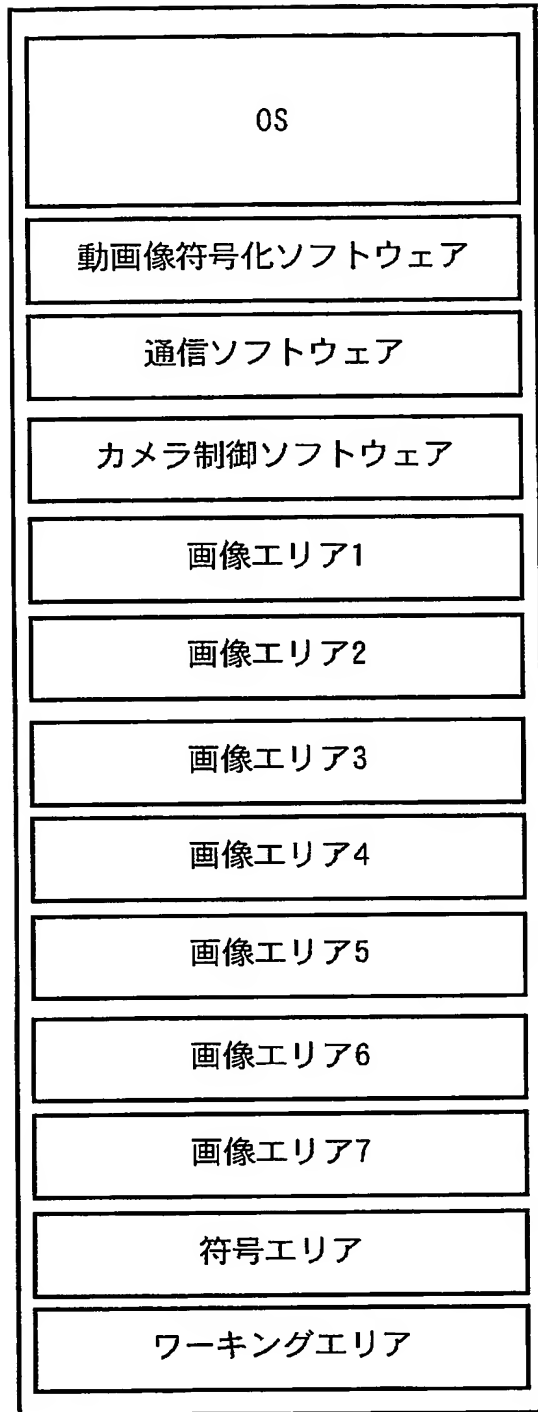 OS
動画像符号化ソフトウェア
通信ソフトウェア
カメラ制御ソフトウェア
画像エリア1
画像エリア2
画像エリア3
画像エリア4
画像エリア5
画像エリア6
画像エリア7
符号エリア
ワーキングエリア